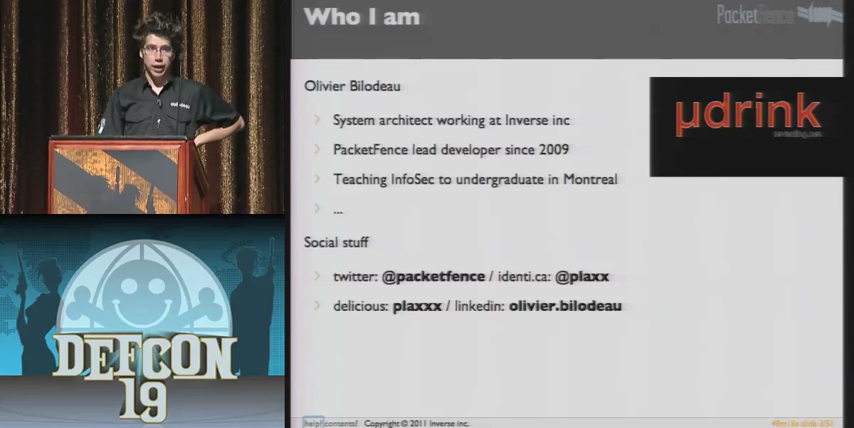 Who I am
Packetfence
Olivier Bilodeau
System architect working at Inverse inc
PacketFence lead developer since 2009
Teaching InfoSec to undergraduate in Montreal
...
µdrink
Social stuff
twitter: @packetfence / identi.ca: @plaxx
delicious: plaxxx / linkedin: olivier.bilodeau
DEFCON
19
help? contents? Copyright © 2011 Inverse inc.